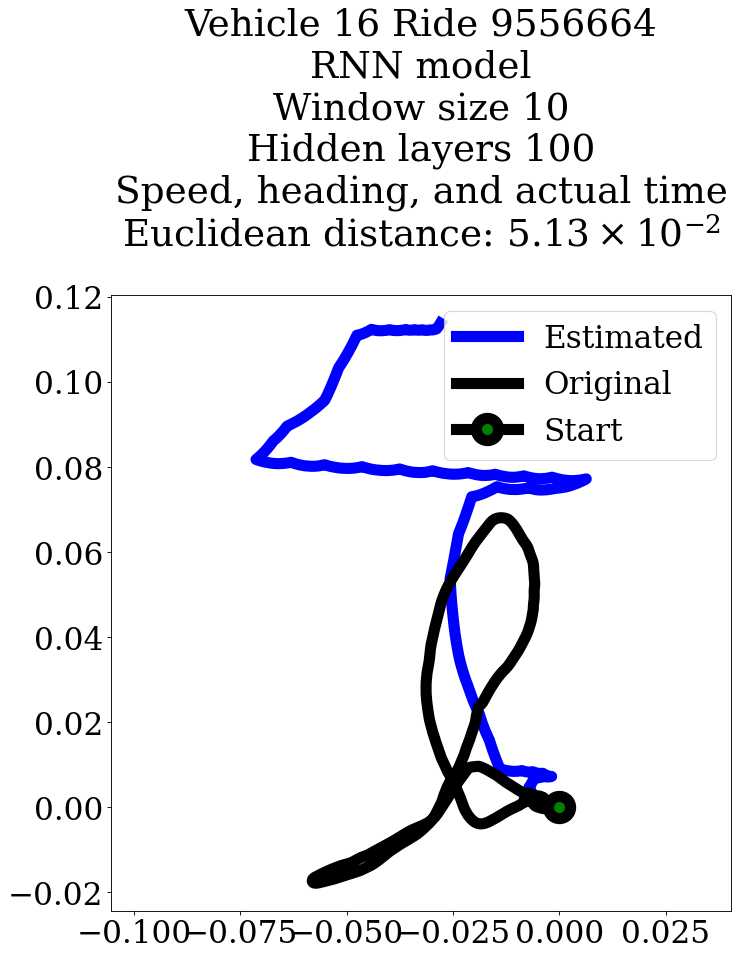 Vehicle 16 Ride 9556664
RNN model
Window size 10
Hidden layers 100
Speed, heading, and actual time
Euclidean distance: 5.13 × 10⁻²
0.12
0.10
0.08
0.06
0.04
0.02
0.00
−0.02
Estimated
Original
Start
−0.100 −0.075 −0.050 −0.025 0.000 0.025